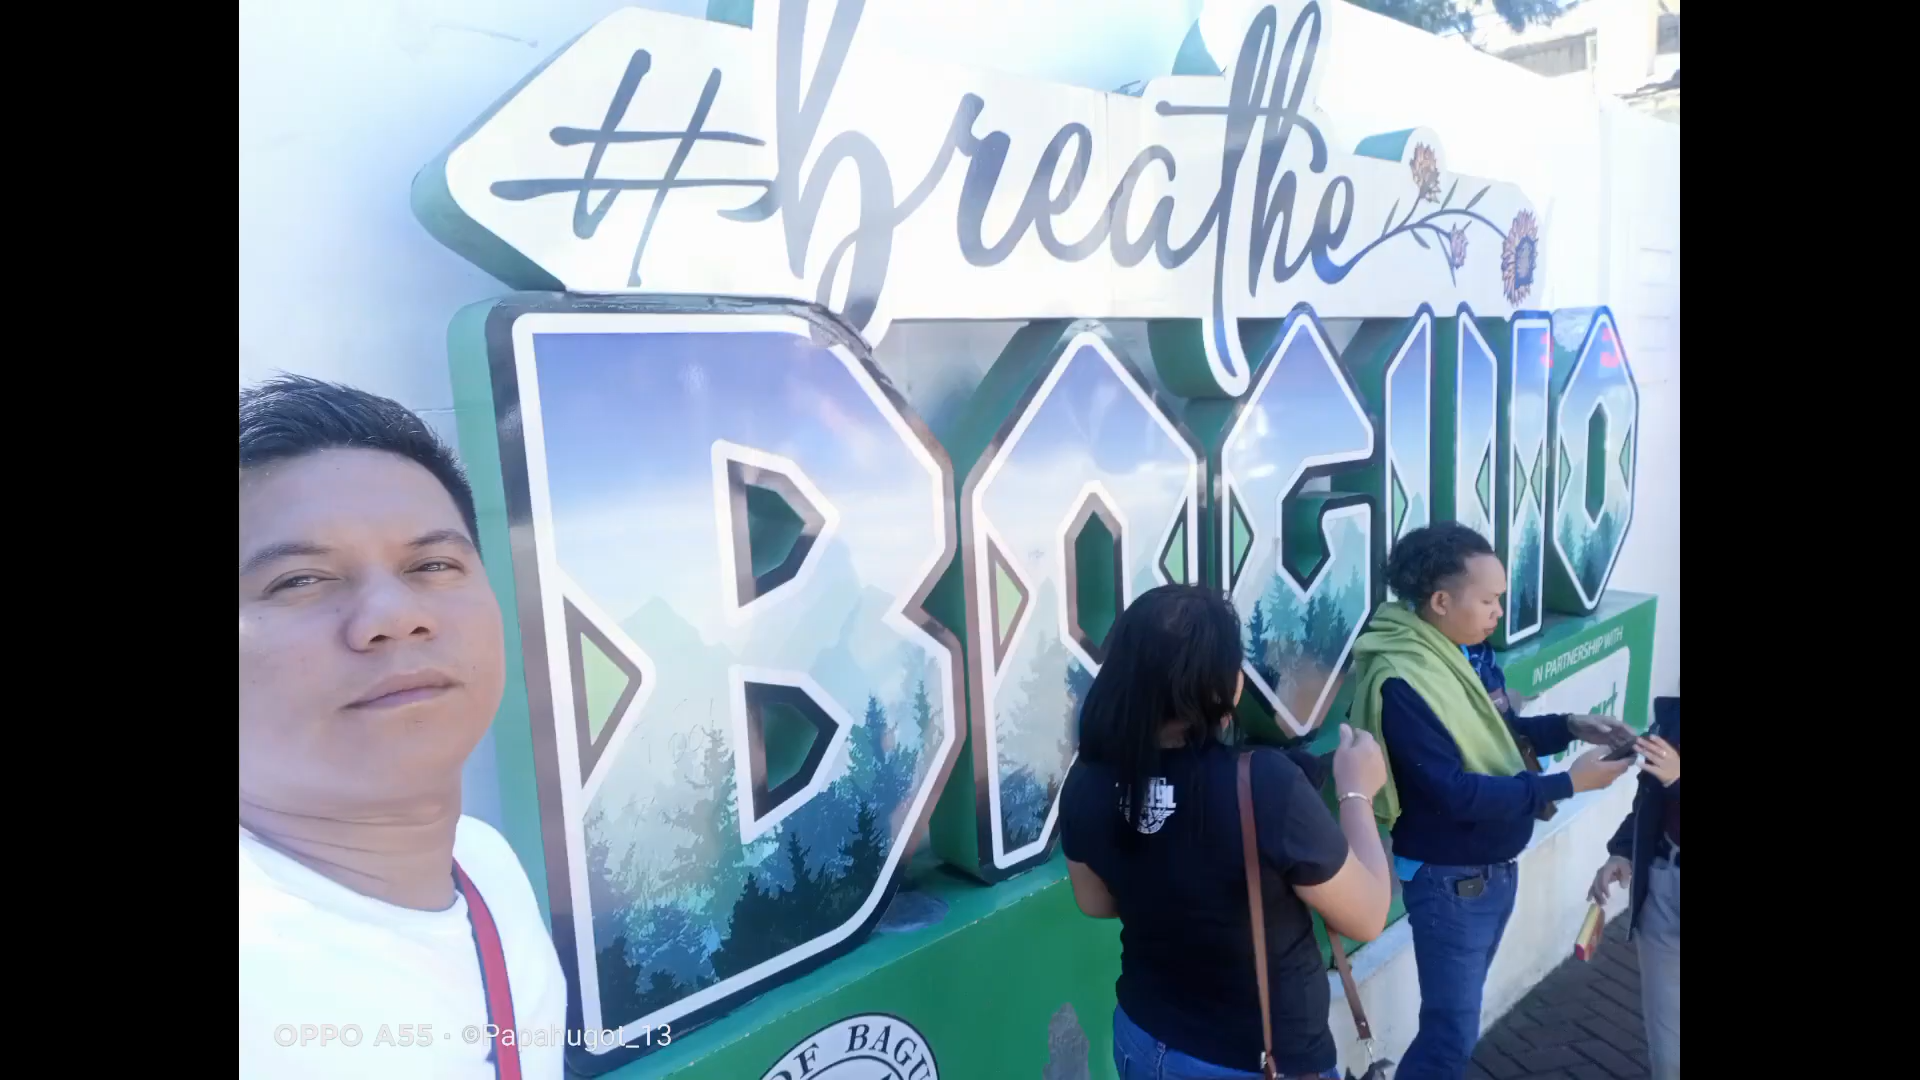 #breathe
BAGUIO
IN PARTNERSHIP WITH
OF BAGU
OPPO A55 · ©Papahugot_13